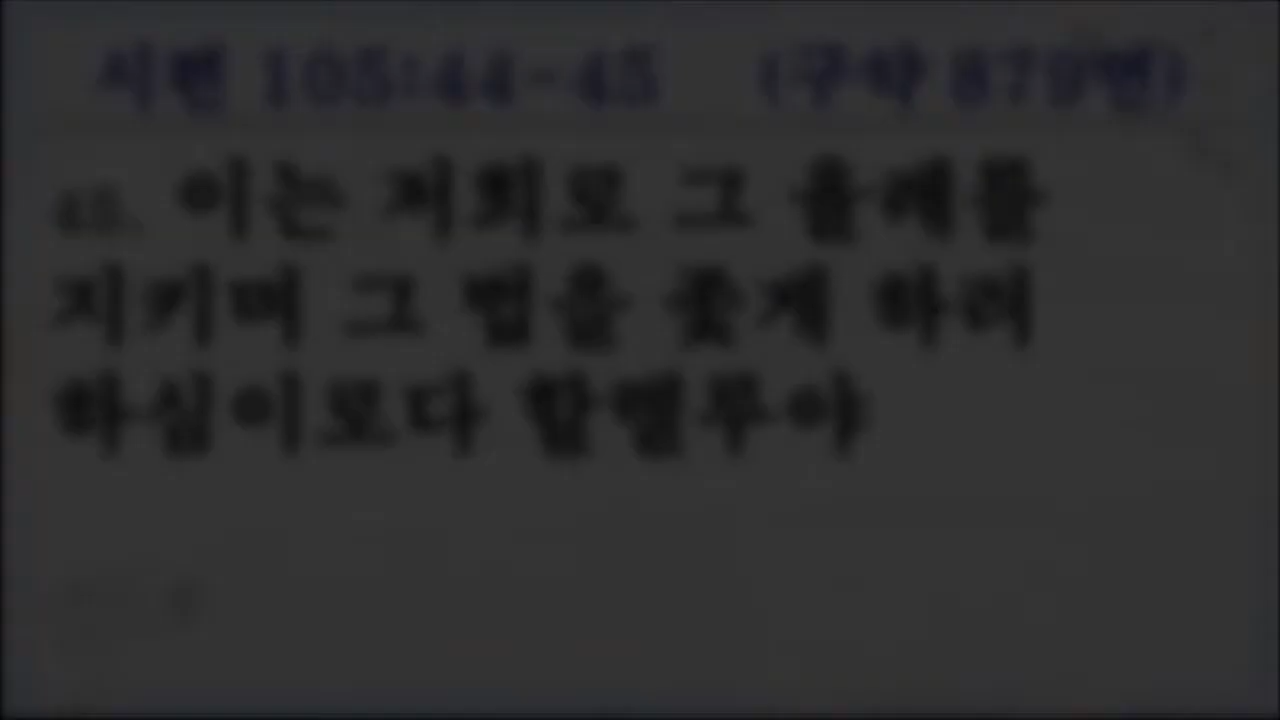 시편 105:44-45 (구약 879면)
45. 이는 저희로 그 율례를
지키며 그 법을 좇게 하려
하심이로다 할렐루야